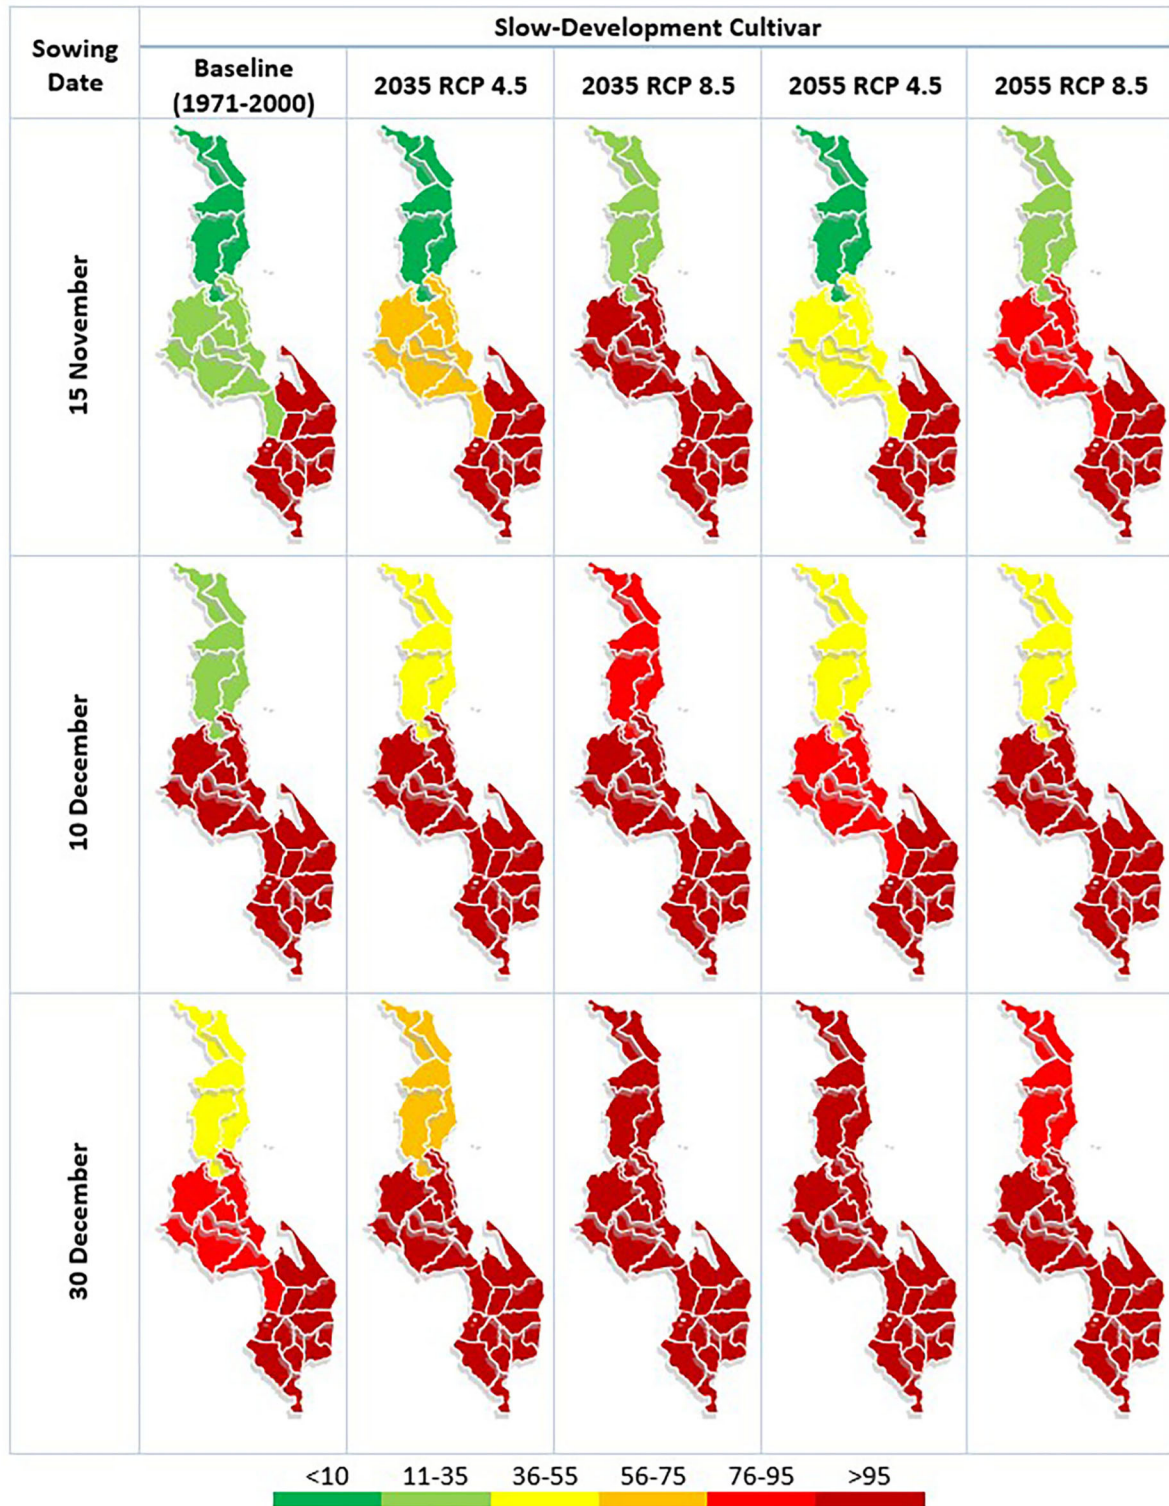 Slow-Development Cultivar
Sowing
Date
Baseline
(1971-2000)
2035 RCP 4.5
2035 RCP 8.5
2055 RCP 4.5
2055 RCP 8.5
15 November
10 December
30 December
<10 11-35 36-55 56-75 76-95 >95